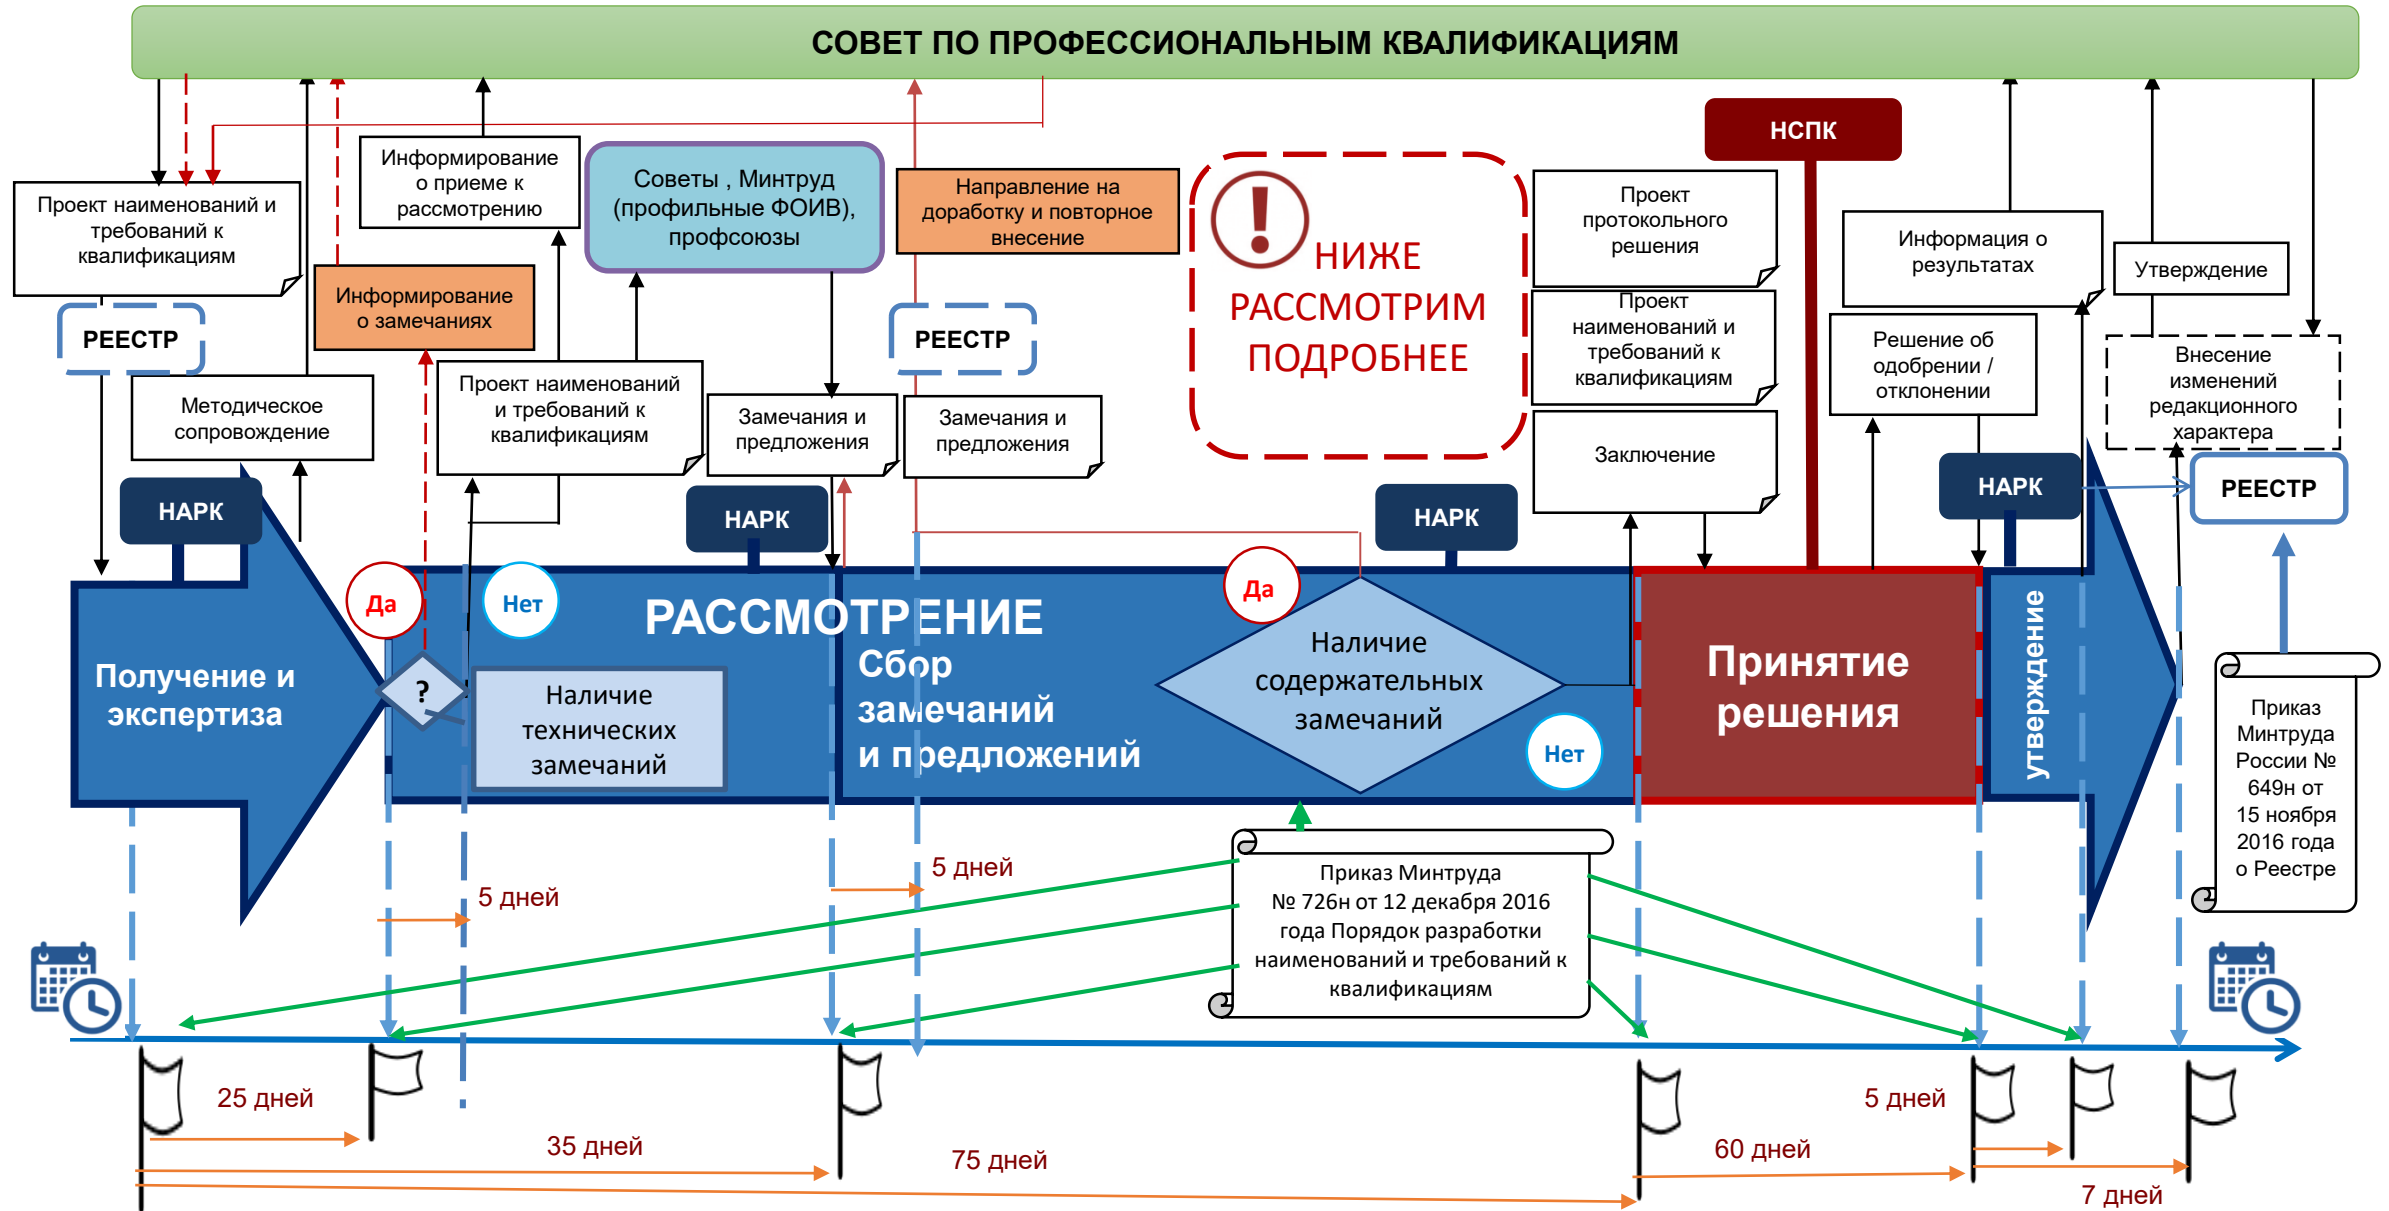 СОВЕТ ПО ПРОФЕССИОНАЛЬНЫМ КВАЛИФИКАЦИЯМ
НСПК
Информирование
о приеме к
рассмотрению
Советы , Минтруд
(профильные ФОИВ),
профсоюзы
Направление на
доработку и повторное
внесение
НИЖЕ
РАССМОТРИМ
ПОДРОБНЕЕ
Проект
протокольного
решения
Проект наименований и
требований к
квалификациям
Информация о
результатах
Утверждение
Информирование
о замечаниях
РЕЕСТР
РЕЕСТР
Проект
наименований и
требований к
квалификациям
Решение об
одобрении /
отклонении
Внесение
изменений
редакционного
характера
Методическое
сопровождение
Проект наименований
и требований к
квалификациям
Замечания и
предложения
Замечания и
предложения
Заключение
НАРК
НАРК
НАРК
НАРК
РЕЕСТР
Да
Нет
РАССМОТРЕНИЕ
Да
Получение и
экспертиза
?
Наличие
технических
замечаний
Сбор
замечаний
и предложений
Наличие
содержательных
замечаний
Нет
Принятие
решения
утверждение
Приказ
Минтруда
России №
649н от
15 ноября
2016 года
о Реестре
5 дней
5 дней
Приказ Минтруда
№ 726н от 12 декабря 2016
года Порядок разработки
наименований и требований к
квалификациям
25 дней
35 дней
75 дней
60 дней
5 дней
7 дней